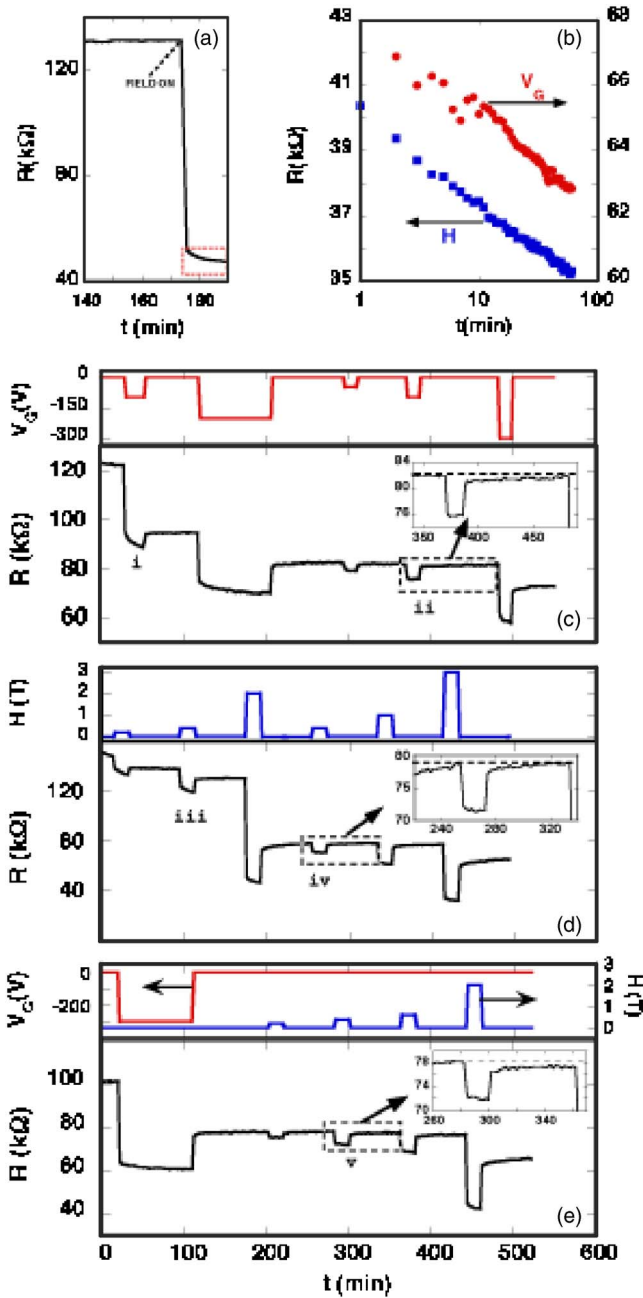 (a)
R(kΩ)
130
80
40
FIELD ON
140
160
180
t (min)
(b)
R(kΩ)
43
41
39
37
35
68
66
64
62
60
V_G
H
1
10
100
t(min)
V_G(V)
0
-150
-300
R (kΩ)
120
100
80
60
i
ii
84
82
76
350
400
450
(c)
H (T)
3
2
1
0
R (kΩ)
120
80
40
iii
iv
80
77
70
240
280
320
(d)
V_G(V)
0
-200
3
2
1
0
H(T)
R (kΩ)
100
80
60
40
v
78
76
72
70
260
300
340
(e)
0
100
200
300
400
500
600
t (min)